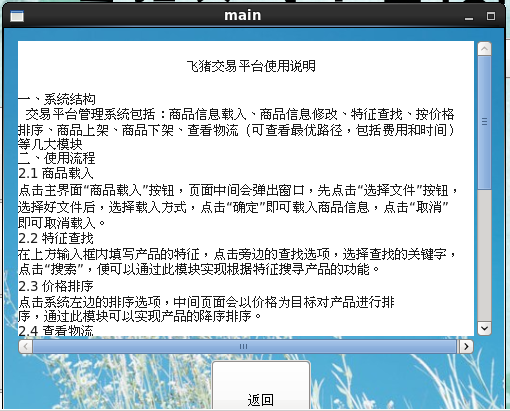 main
飞猪交易平台使用说明
一、系统结构
交易平台管理系统包括：商品信息载入、商品信息修改、特征查找、按价格
排序、商品上架、商品下架、查看物流（可查看最优路径，包括费用和时间）
等几大模块
二、使用流程
2.1 商品载入
点击主界面“商品载入”按钮，页面中间会弹出窗口，先点击“选择文件”按钮，
选择好文件后，选择载入方式，点击“确定”即可载入商品信息，点击“取消”
即可取消载入。
2.2 特征查找
在上方输入框内填写产品的特征，点击旁边的查找选项，选择查找的关键字，
点击“搜索”，便可以通过此模块实现根据特征搜寻产品的功能。
2.3 价格排序
点击系统左边的排序选项，中间页面会以价格为目标对产品进行排
序，通过此模块可以实现产品的降序排序。
2.4 查看物流
返回